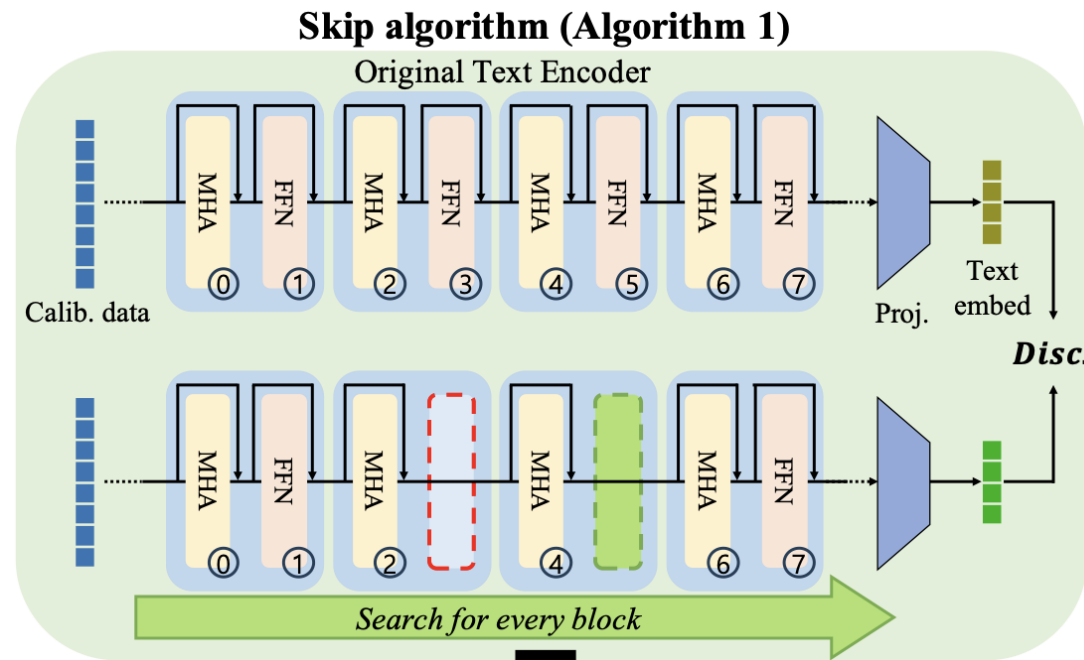 Skip algorithm (Algorithm 1)
Original Text Encoder
MHA
FFN
MHA
FFN
MHA
FFN
MHA
FFN
0
1
2
3
4
5
6
7
Calib. data
Proj.
Text
embed
Disc.
MHA
FFN
MHA
MHA
MHA
FFN
0
1
2
4
6
7
Search for every block